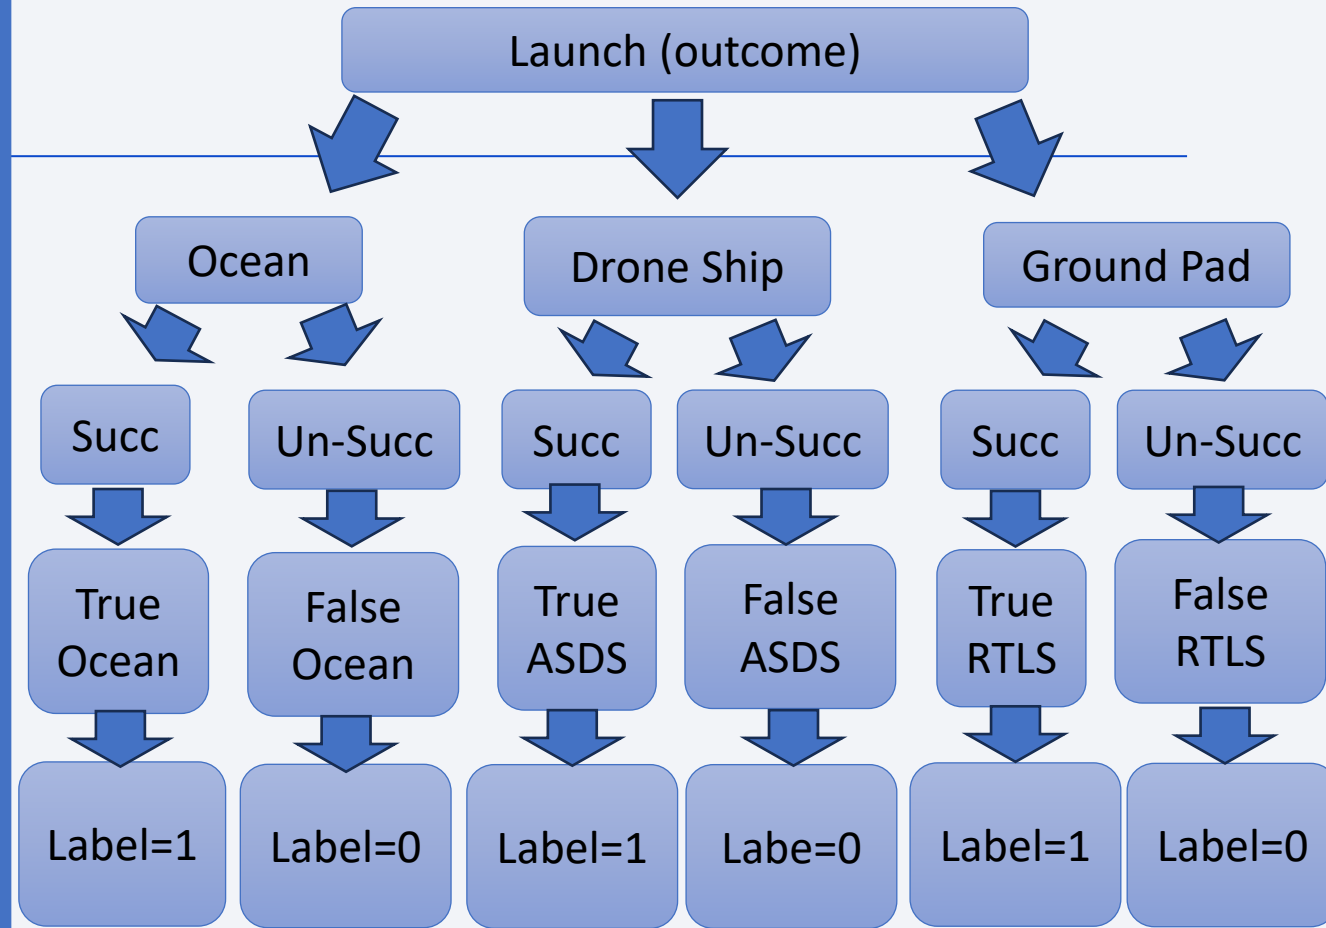 Launch (outcome)
Ocean
Drone Ship
Ground Pad
Succ
Un-Succ
Succ
Un-Succ
Succ
Un-Succ
True
Ocean
False
Ocean
True
ASDS
False
ASDS
True
RTLS
False
RTLS
Label=1
Label=0
Label=1
Labe=0
Label=1
Label=0